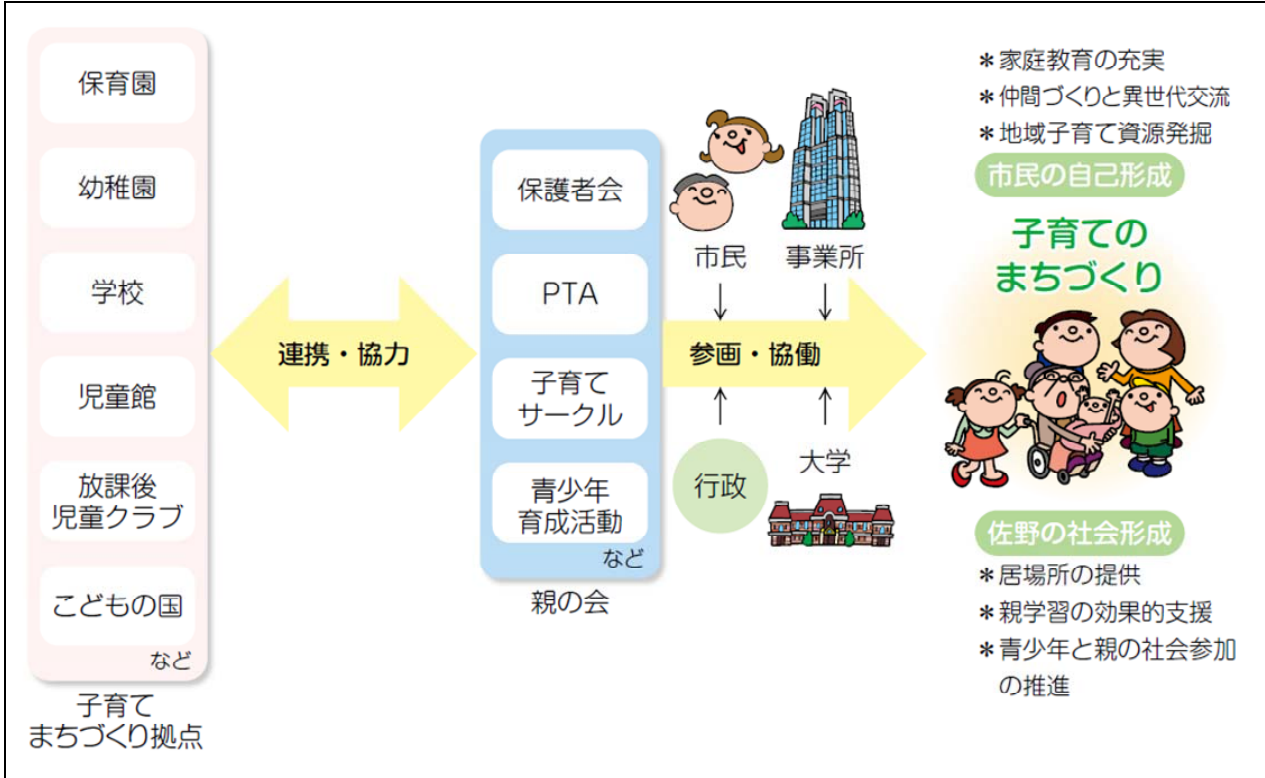 保育園
幼稚園
学校
児童館
放課後
児童クラブ
こどもの国
など
子育て
まちづくり拠点
連携・協力
保護者会
PTA
子育て
サークル
青少年
育成活動
など
親の会
市民
事業所
参画・協働
行政
大学
＊家庭教育の充実
＊仲間づくりと異世代交流
＊地域子育て資源発掘
市民の自己形成
子育ての
まちづくり
佐野の社会形成
＊居場所の提供
＊親学習の効果的支援
＊青少年と親の社会参加
の推進